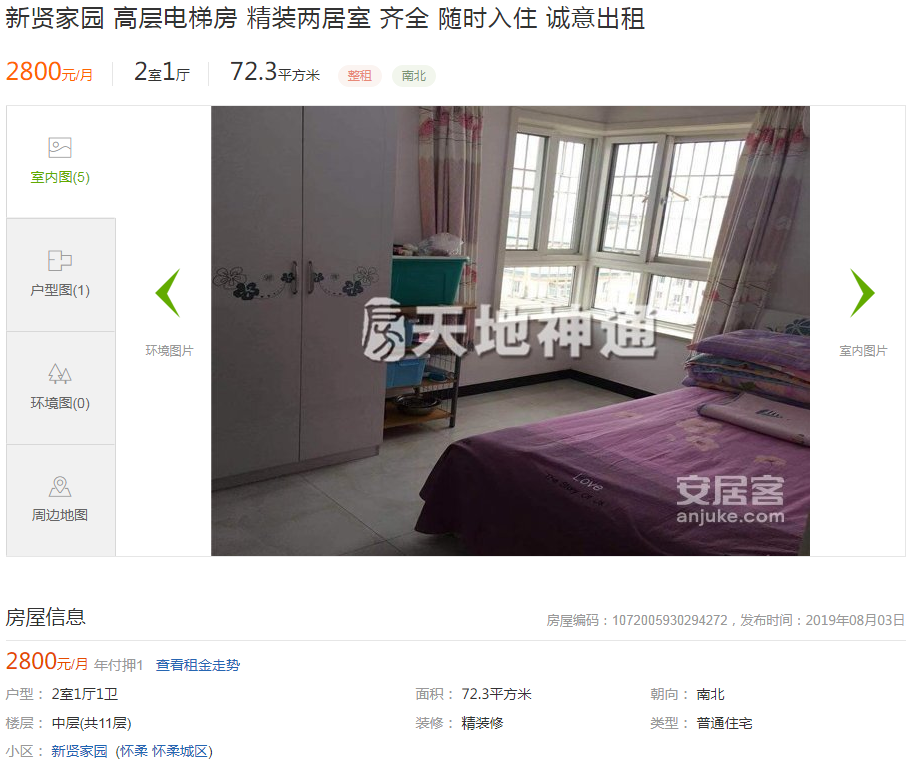 新贤家园 高层电梯房 精装两居室 齐全 随时入住 诚意出租
2800元/月 2室1厅 72.3平方米 整租 南北
室内图(5)
户型图(1)
环境图(0)
周边地图
环境图片
室内图片
房天地神通
Love
安居客
anjuke.com
房屋信息
房屋编码：1072005930294272，发布时间：2019年08月03日
2800元/月 年付押1 查看租金走势
户型： 2室1厅1卫 面积： 72.3平方米 朝向： 南北
楼层： 中层(共11层) 装修： 精装修 类型： 普通住宅
小区： 新贤家园 (怀柔 怀柔城区)